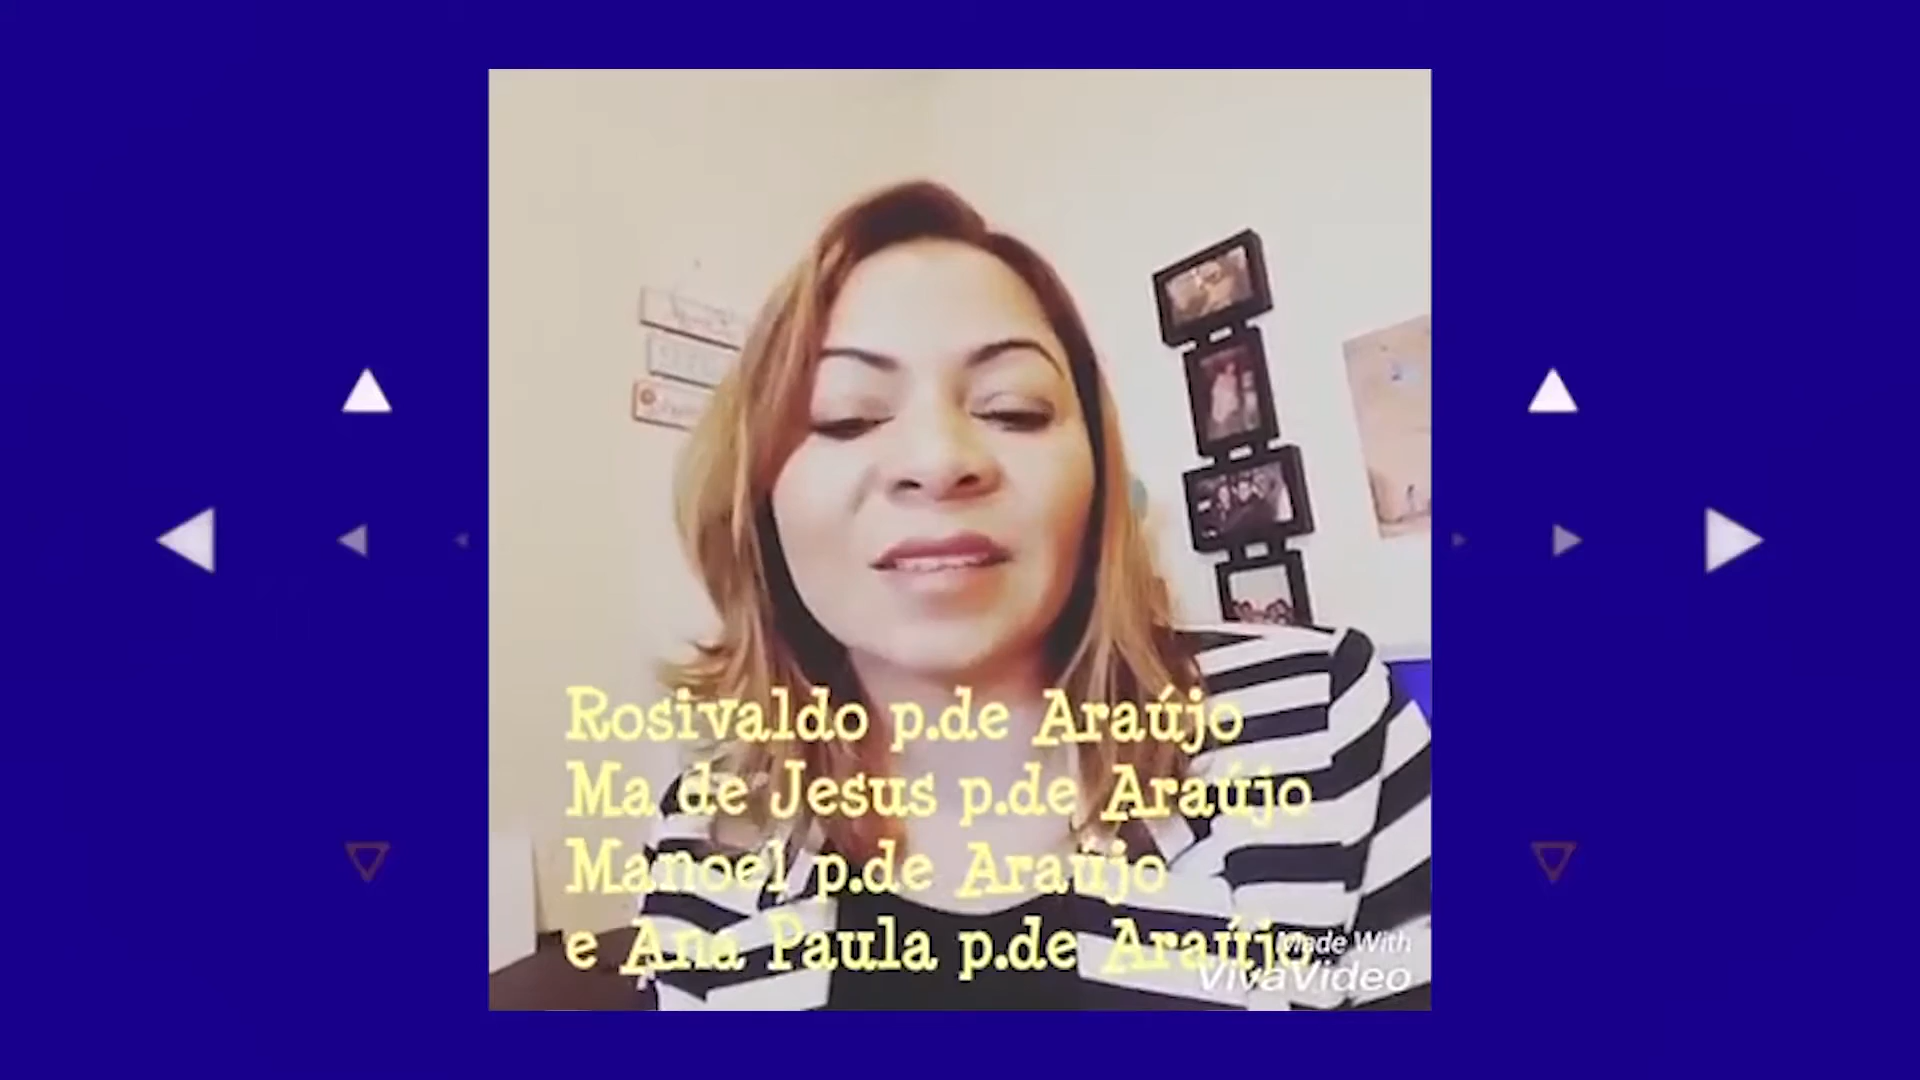 Rosivaldo p.de Araújo
Ma de Jesus p.de Araújo
Manoel p.de Araújo
e Ana Paula p.de Araújo
Made With
VivaVideo